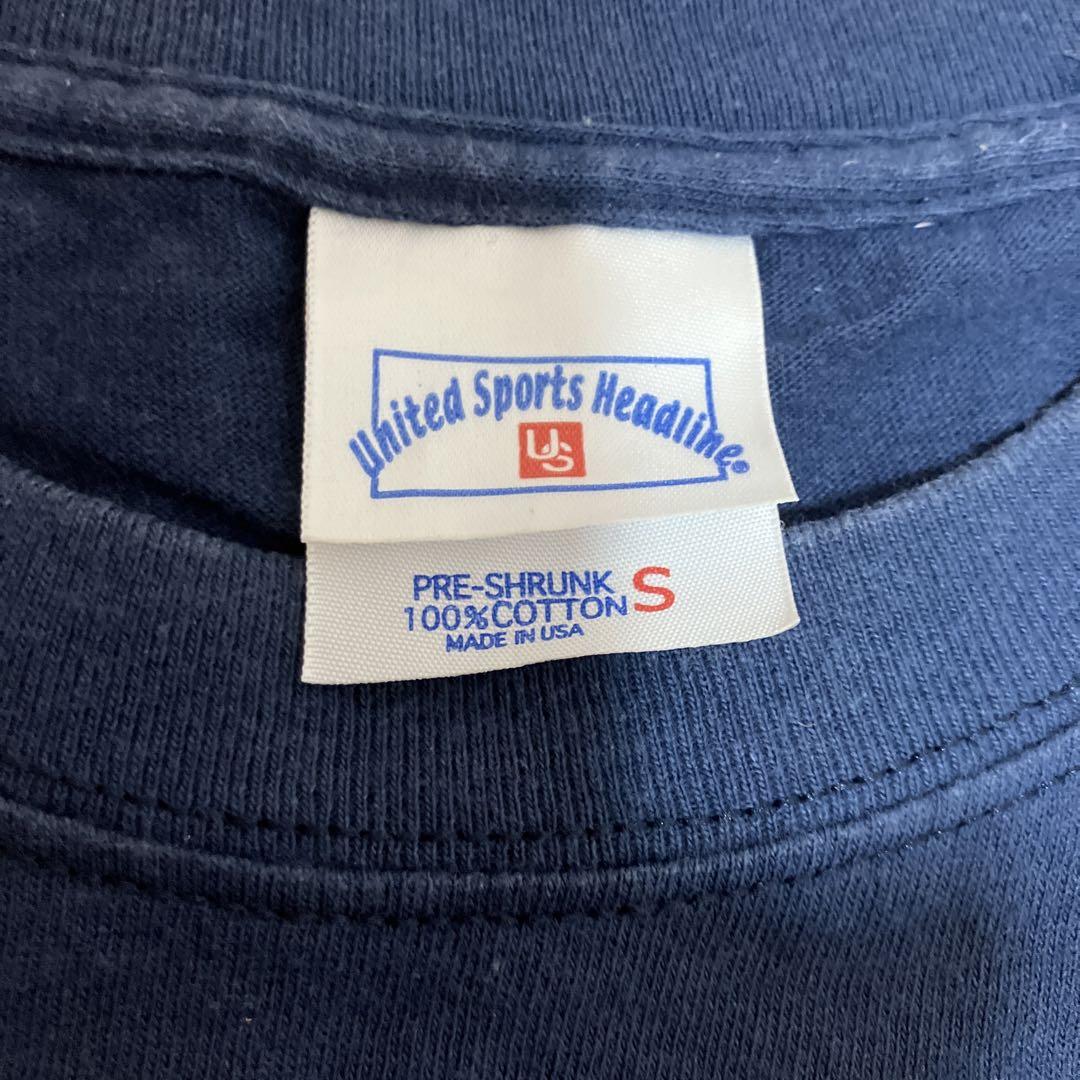 United Sports Headline®
US
PRE-SHRUNK
100%COTTON S
MADE IN USA